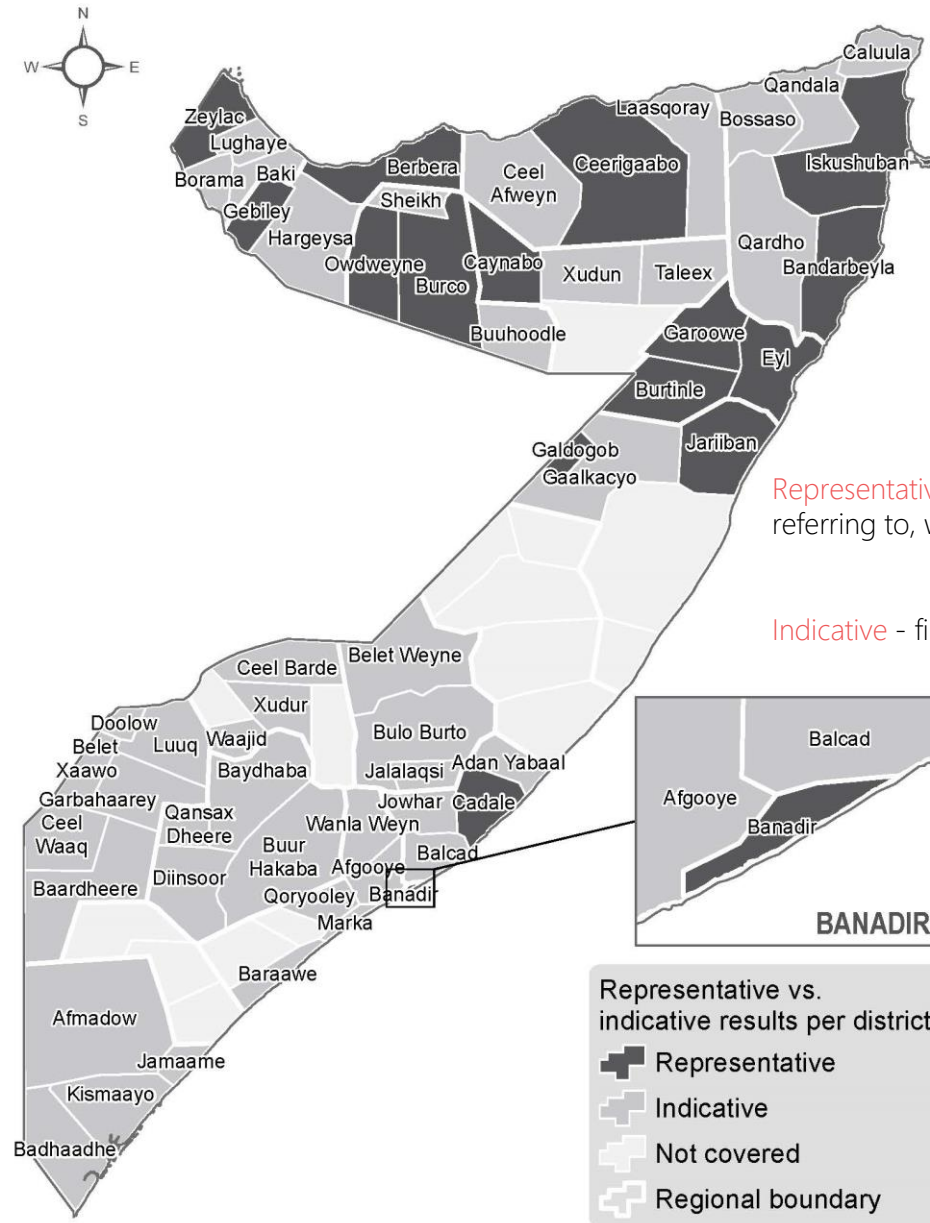 N
W E
S
Caluula
Qandala
Laasqoray
Bossaso
Zeylac
Lughaye
Berbera
Ceel
Afweyn
Ceerigaabo
Iskushuban
Borama
Baki
Sheikh
Gebiley
Hargeysa
Owdweyne
Burco
Caynabo
Xudun
Taleex
Qardho
Bandarbeyla
Buuhoodle
Garoowe
Eyl
Burtinle
Jariiban
Galdogob
Gaalkacyo
Representativ
referring to, v
Indicative - fi
Belet Weyne
Ceel Barde
Xudur
Doolow
Luuq
Waajid
Belet
Xaawo
Baydhaba
Bulo Burto
Jalalaqsi
Adan Yabaal
Garbahaarey
Ceel
Waaq
Qansax
Dheere
Jowhar
Cadale
Wanla Weyn
Buur
Hakaba
Afgooye
Balcad
Baardheere
Diinsoor
Qoryooley
Banadir
Marka
Baraawe
Afmadow
Jamaame
Kismaayo
Badhaadhe
Balcad
Afgooye
Banadir
BANADIR
Representative vs.
indicative results per district
Representative
Indicative
Not covered
Regional boundary